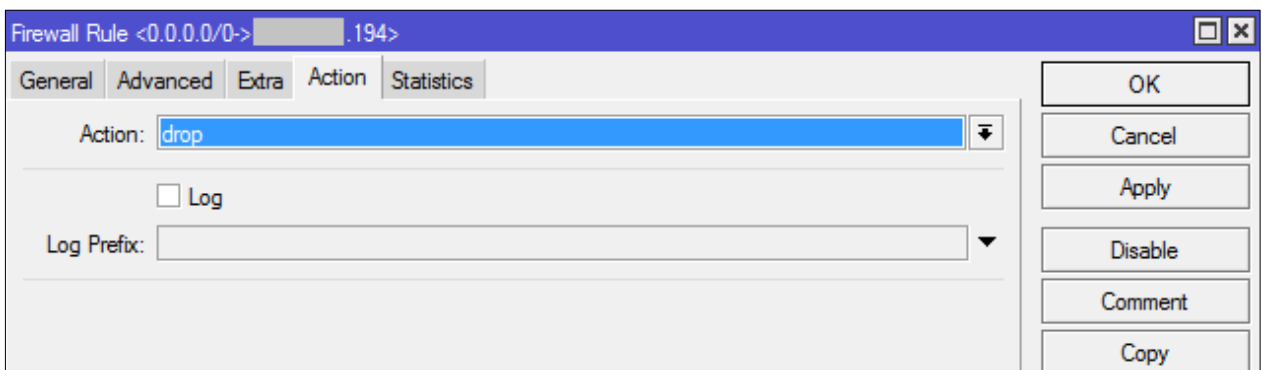 Firewall Rule <0.0.0.0/0-> .194>
General Advanced Extra Action Statistics
OK
Action: drop
Cancel
Log
Apply
Log Prefix:
Disable
Comment
Copy